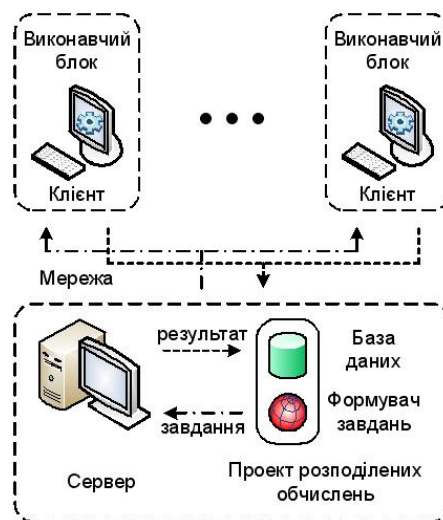 Виконавчий
блок
Клієнт
Виконавчий
блок
Клієнт
Мережа
результат
База
даних
завдання
Формувач
завдань
Сервер
Проект розподілених
обчислень